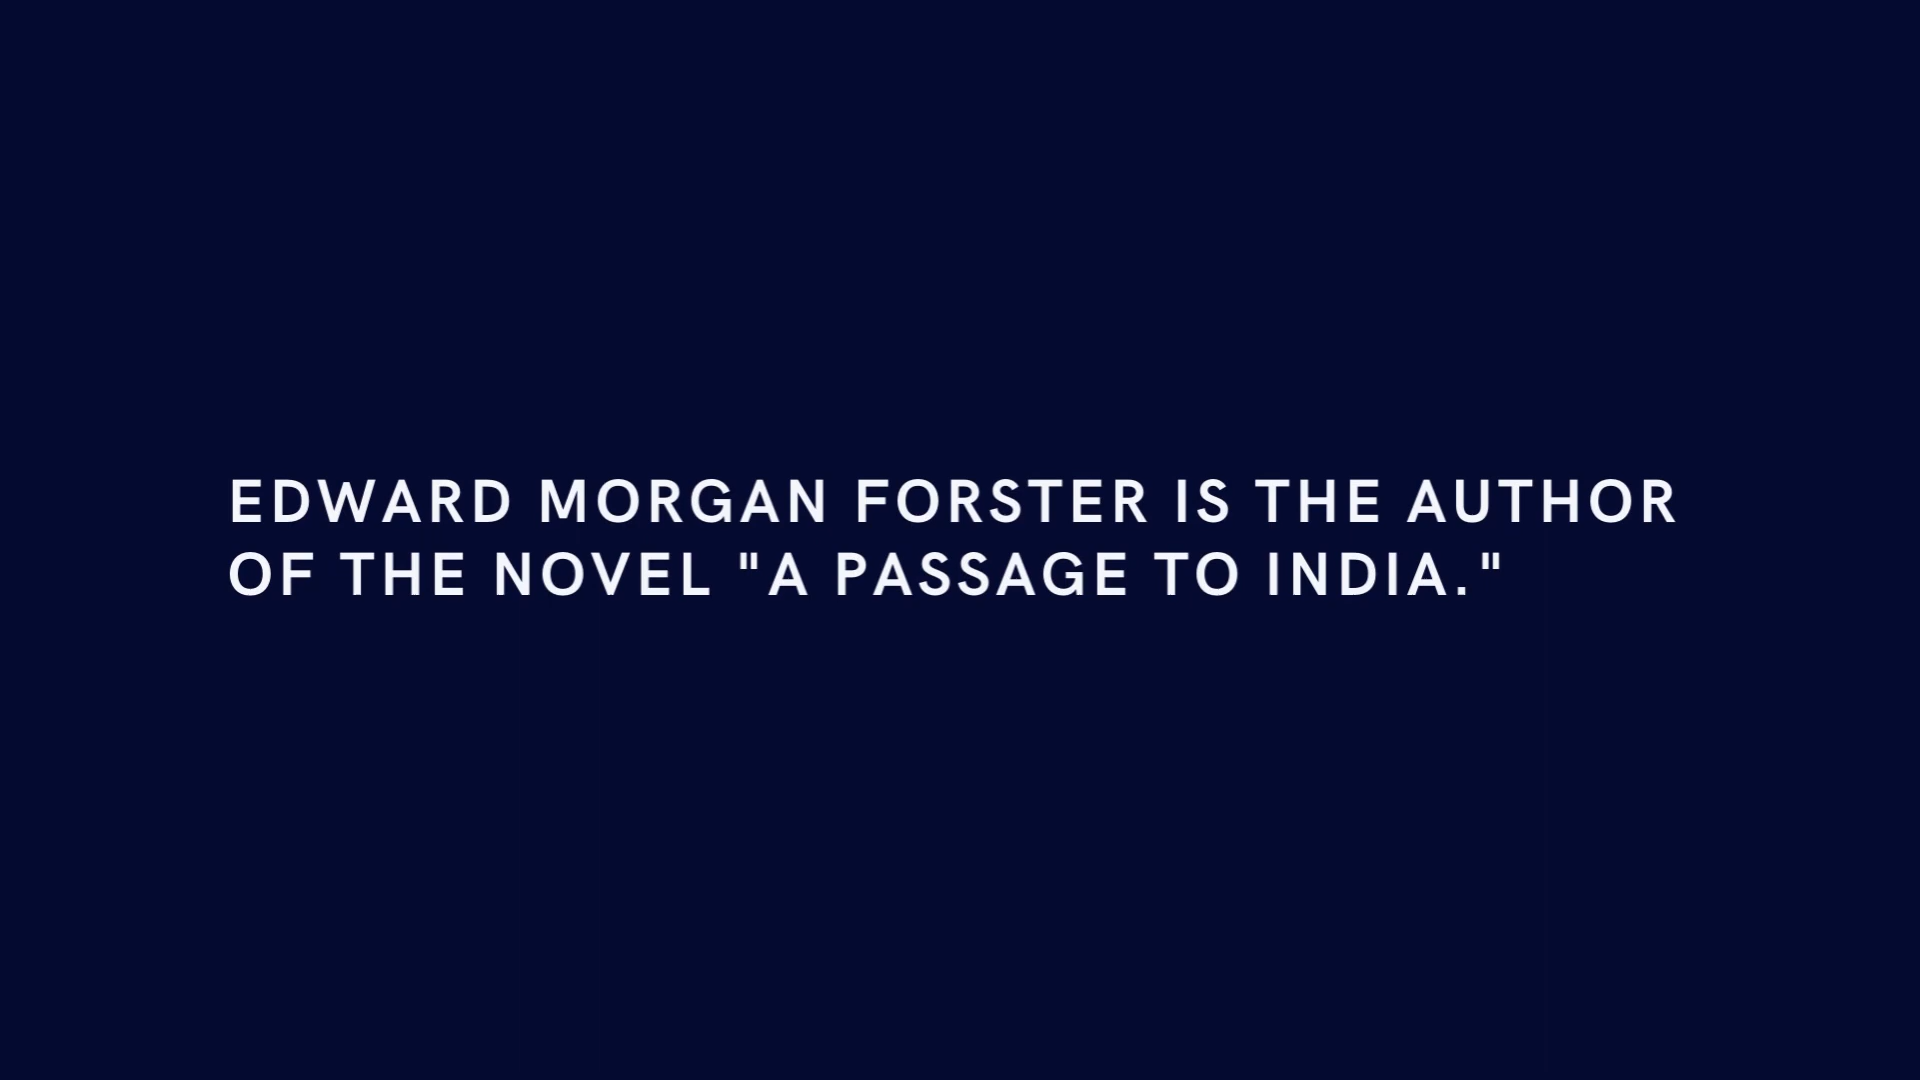 EDWARD MORGAN FORSTER IS THE AUTHOR
OF THE NOVEL "A PASSAGE TO INDIA."